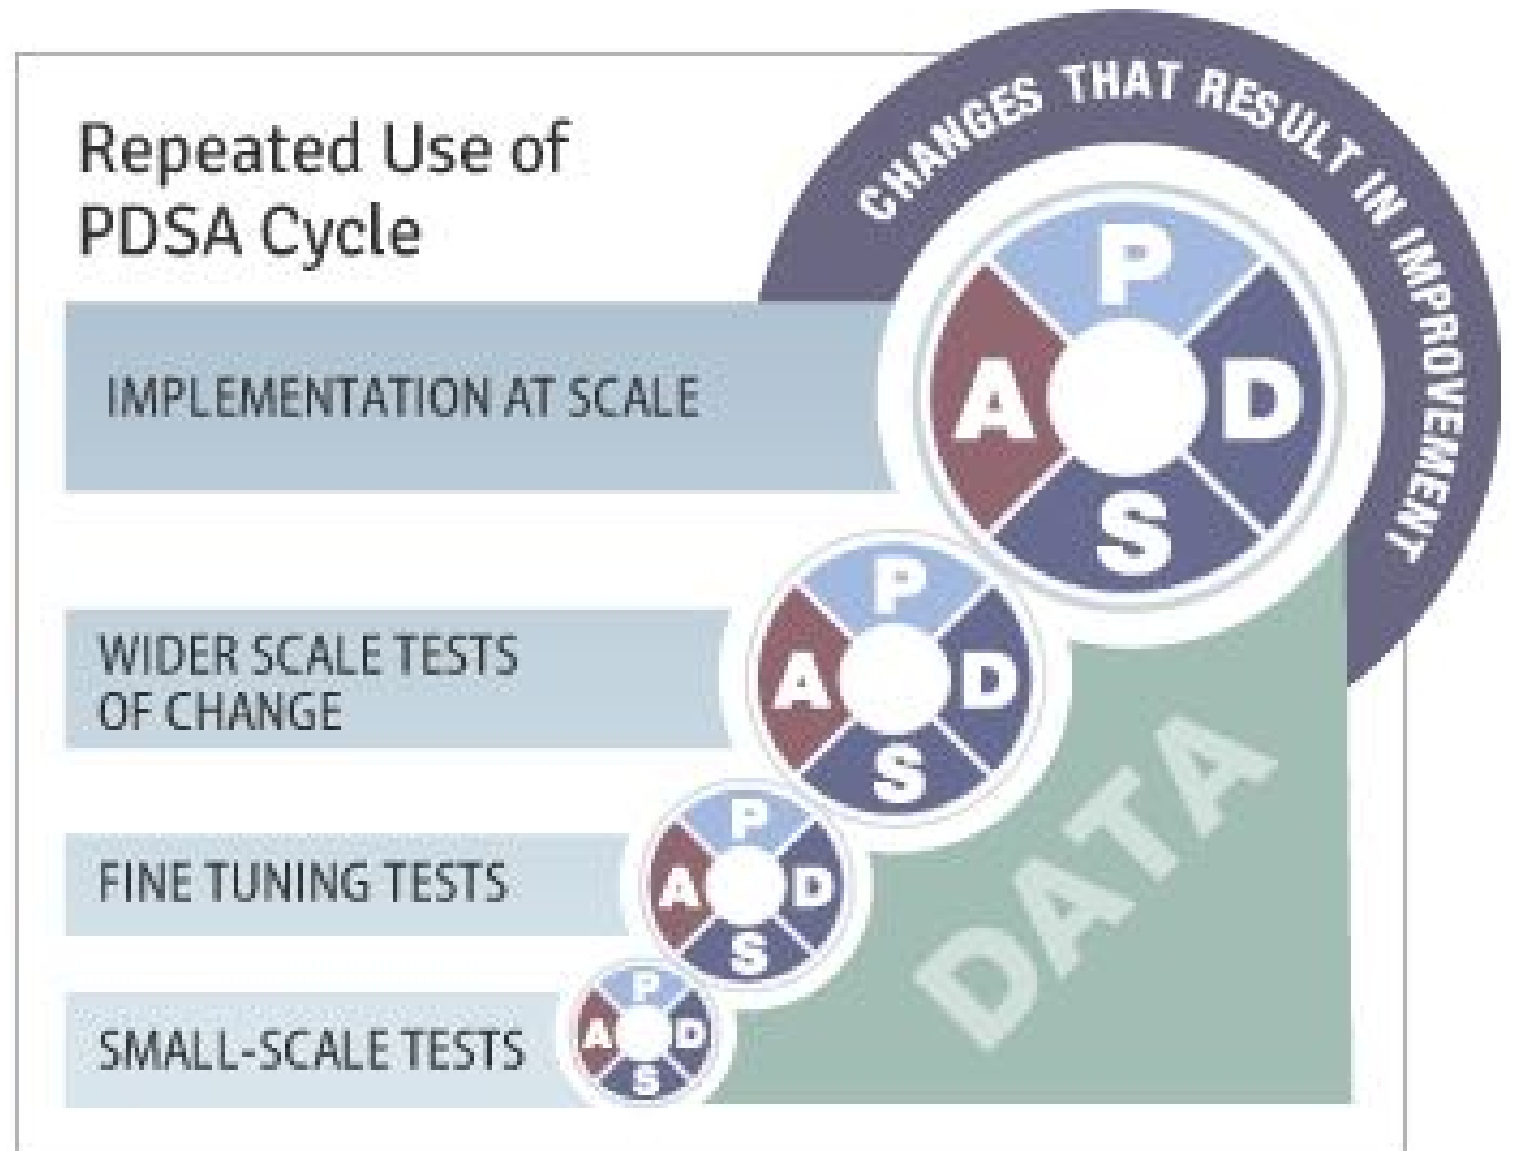 Repeated Use of
PDSA Cycle
CHANGES THAT RESULT IN IMPROVEMENT
IMPLEMENTATION AT SCALE
P
A
D
S
WIDER SCALE TESTS
OF CHANGE
P
A
D
S
FINE TUNING TESTS
P
A
D
S
SMALL-SCALE TESTS
P
A
D
S
DATA